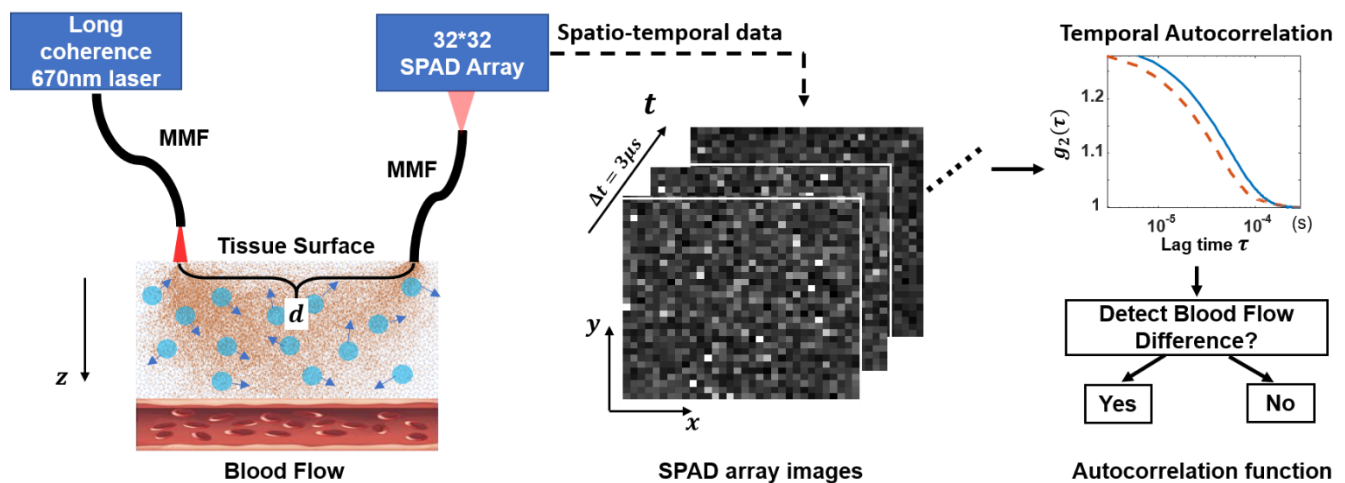 Long
coherence
670nm laser
MMF
32*32
SPAD Array
MMF
Tissue Surface
d
z
Blood Flow
Spatio-temporal data
t
Δt = 3μs
y
x
SPAD array images
Temporal Autocorrelation
1.2
1.1
1
g₂(τ)
10⁻⁵
10⁻⁴
(s)
Lag time τ
Detect Blood Flow
Difference?
Yes
No
Autocorrelation function